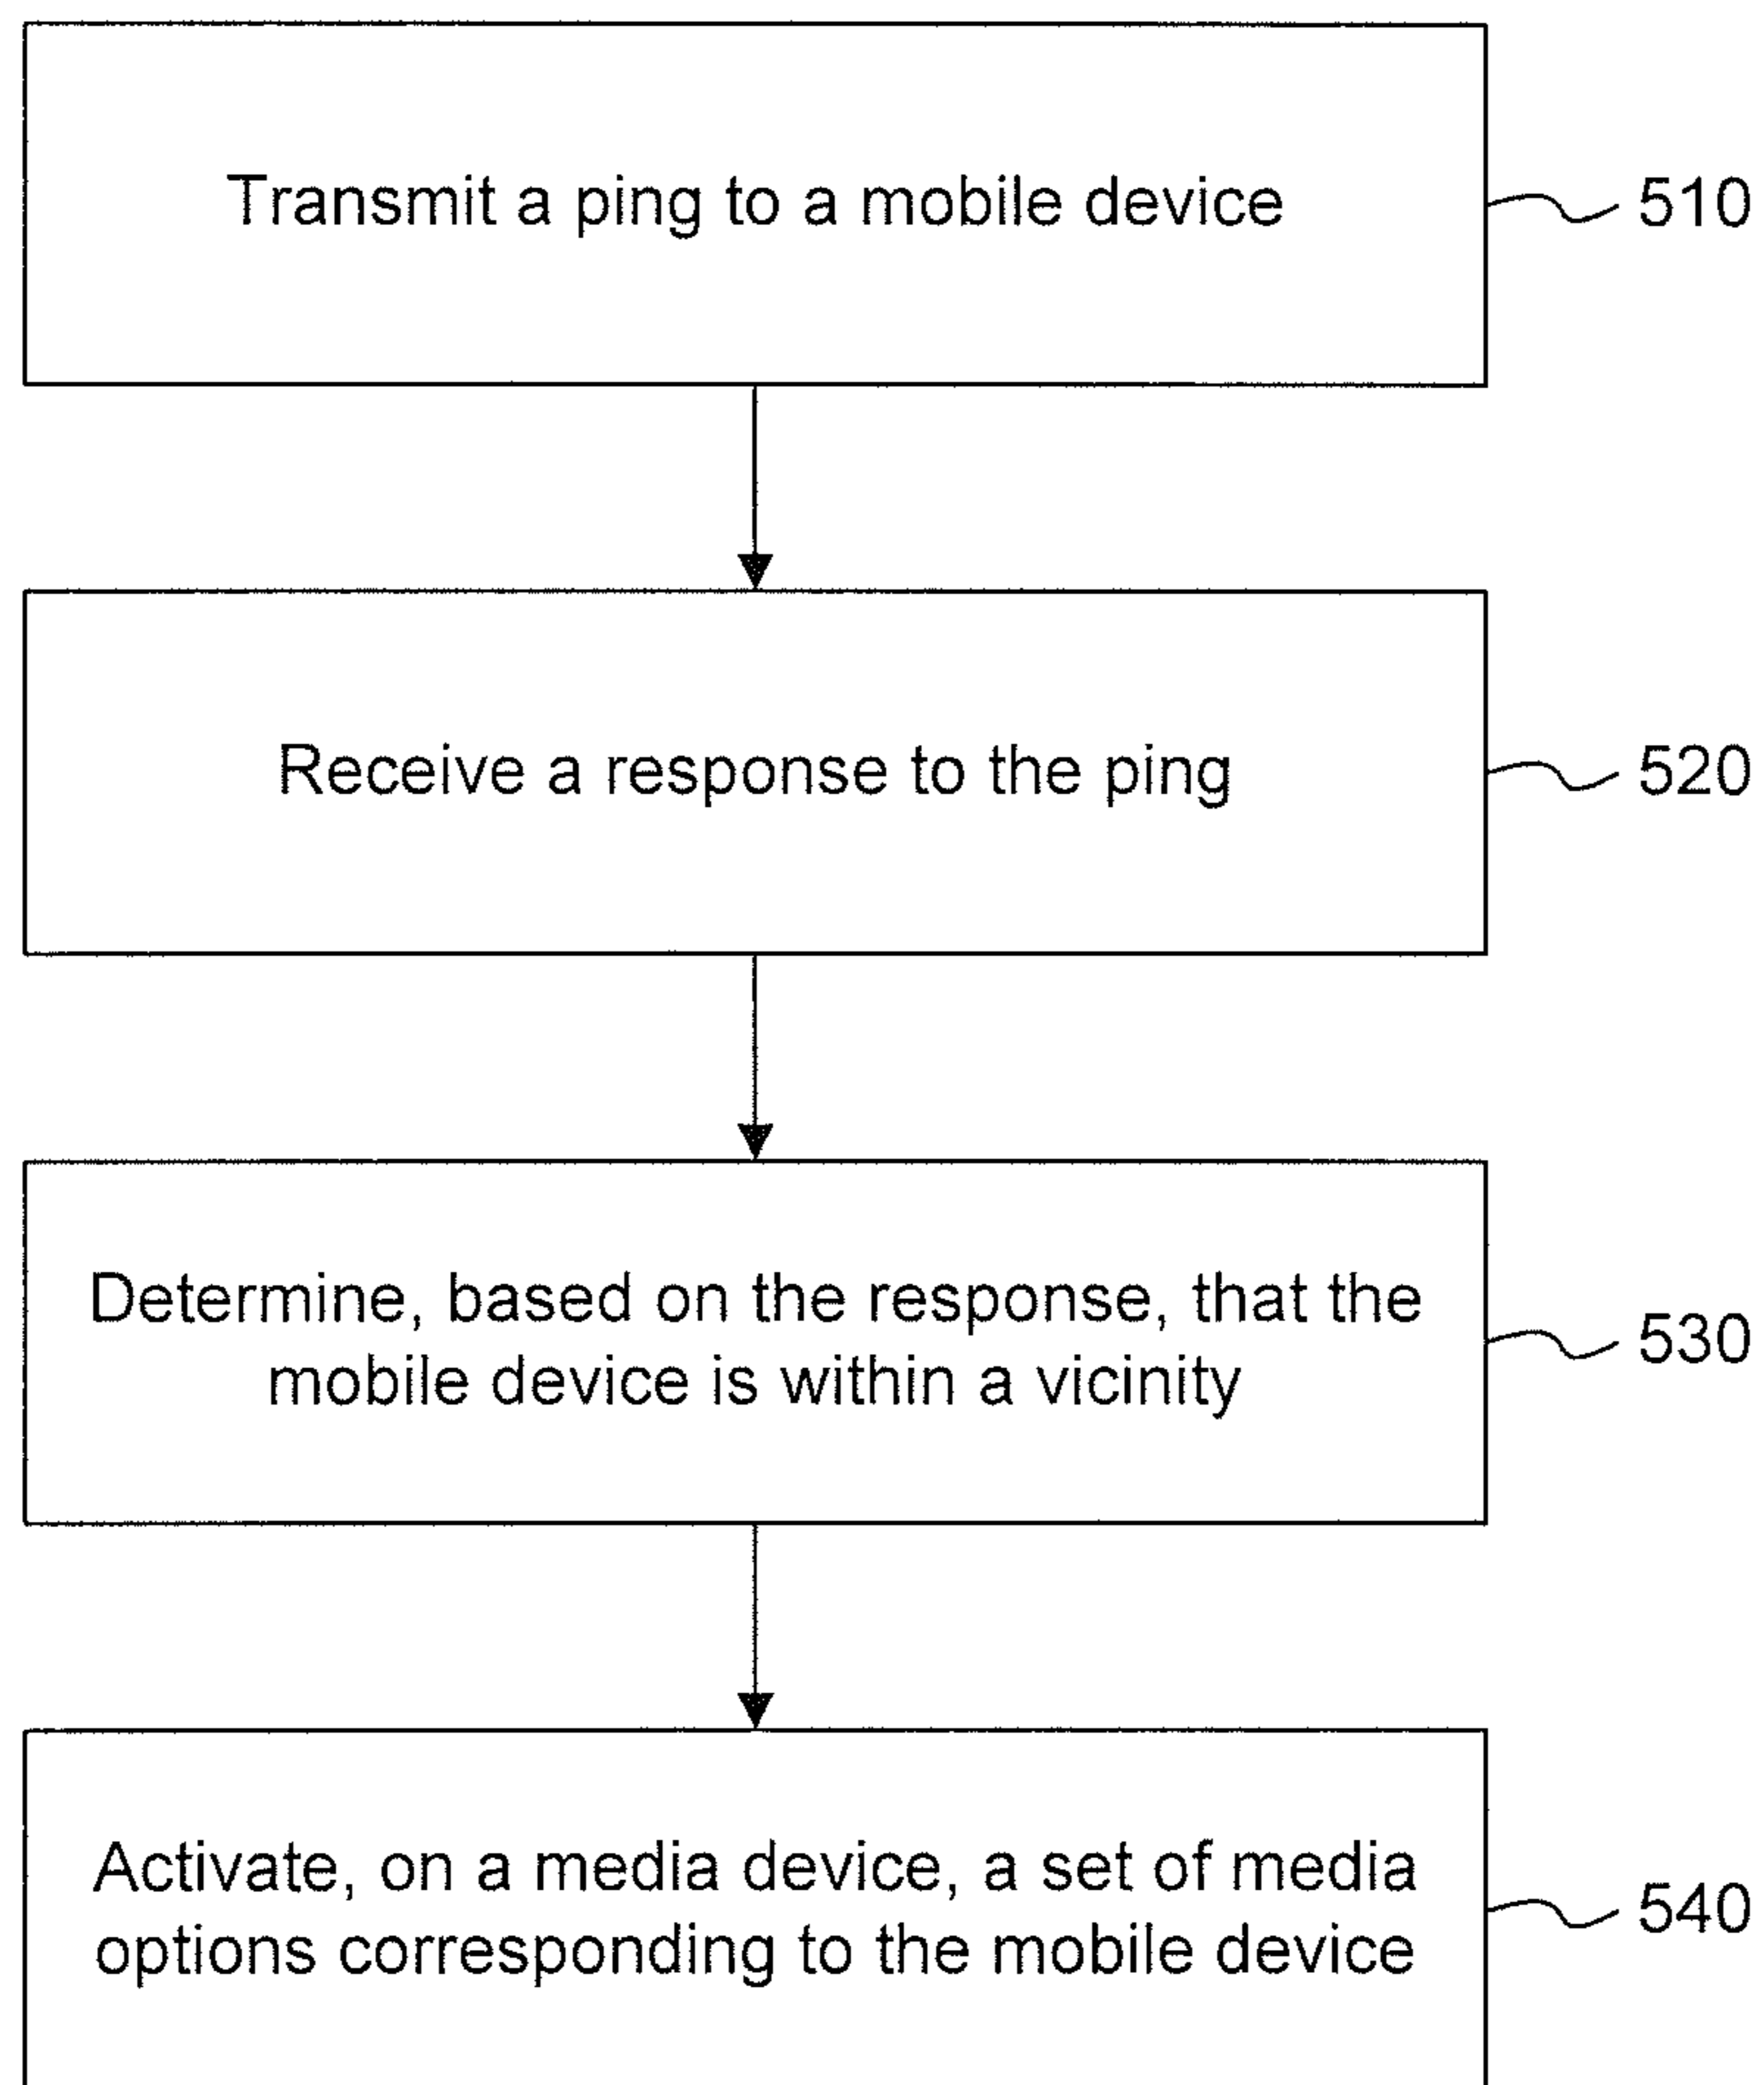 Transmit a ping to a mobile device
510
Receive a response to the ping
520
Determine, based on the response, that the
mobile device is within a vicinity
530
Activate, on a media device, a set of media
options corresponding to the mobile device
540